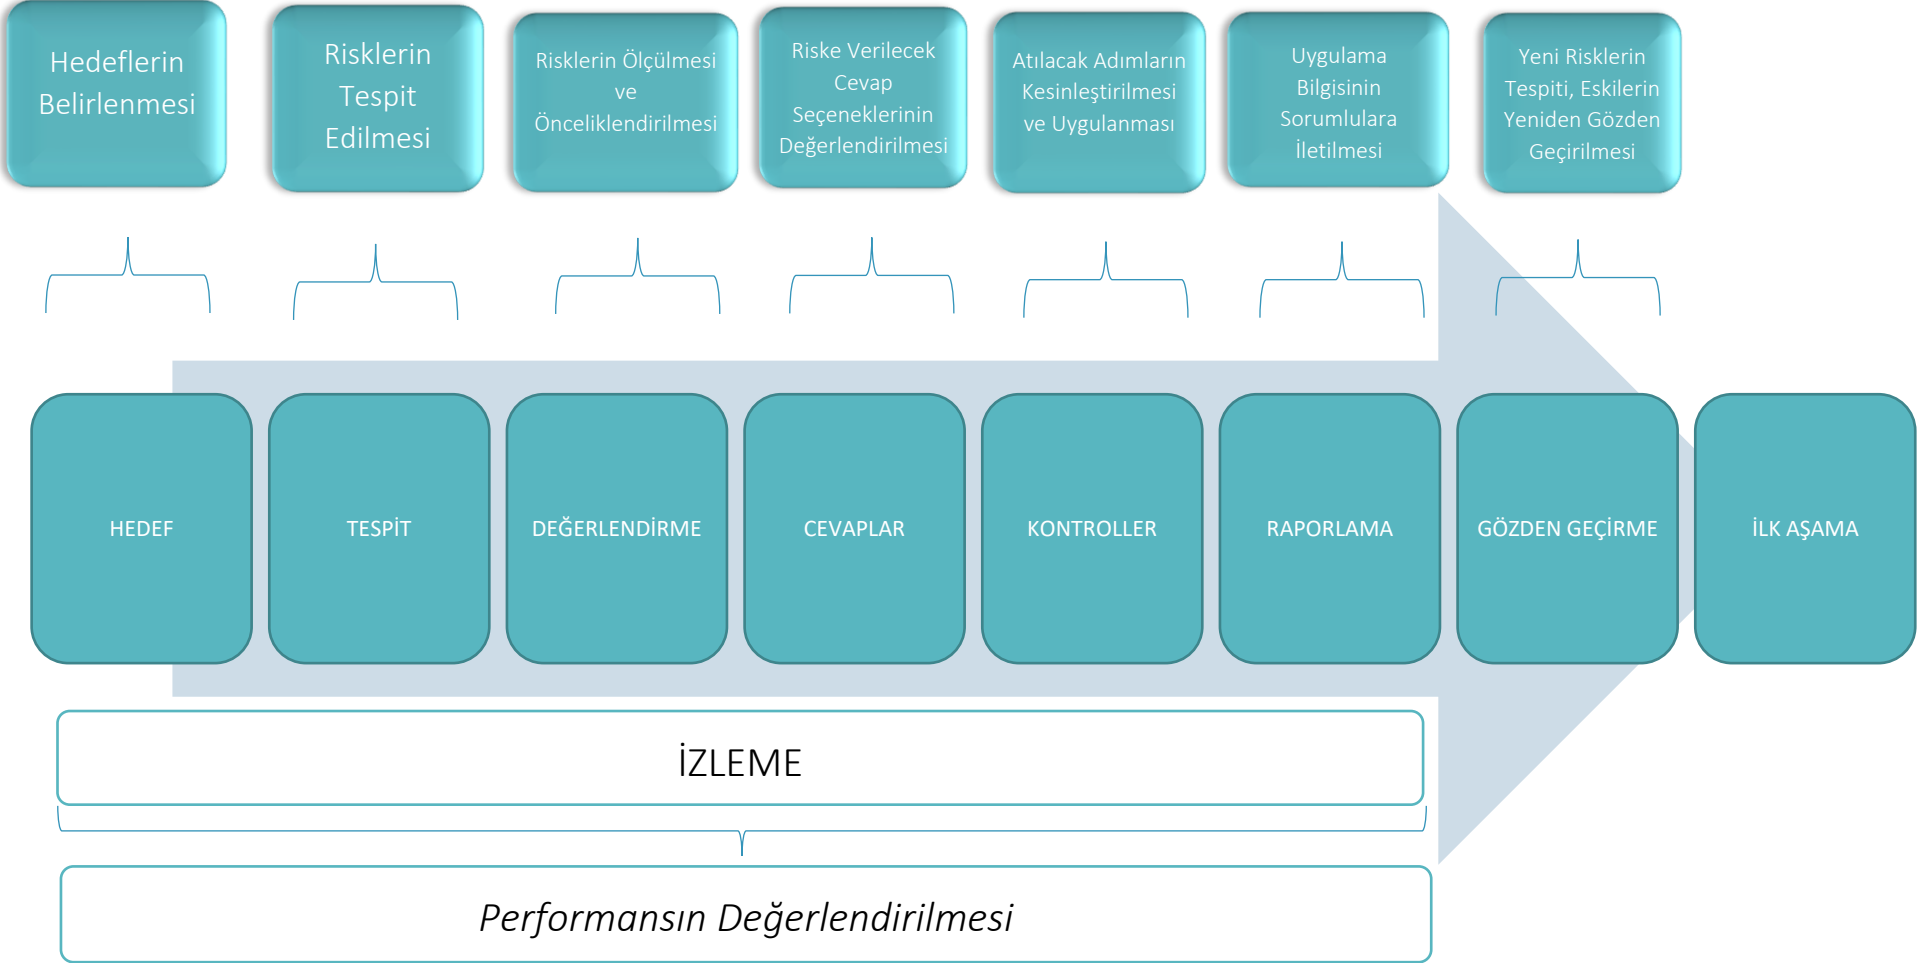 Hedeflerin
Belirlenmesi
Risklerin
Tespit
Edilmesi
Risklerin Ölçülmesi
ve
Önceliklendirilmesi
Riske Verilecek
Cevap
Seçeneklerinin
Değerlendirilmesi
Atılacak Adımların
Kesinleştirilmesi
ve Uygulanması
Uygulama
Bilgisinin
Sorumlulara
İletilmesi
Yeni Risklerin
Tespiti, Eskilerin
Yeniden Gözden
Geçirilmesi
HEDEF
TESPİT
DEĞERLENDİRME
CEVAPLAR
KONTROLLER
RAPORLAMA
GÖZDEN GEÇİRME
İLK AŞAMA
İZLEME
Performansın Değerlendirilmesi